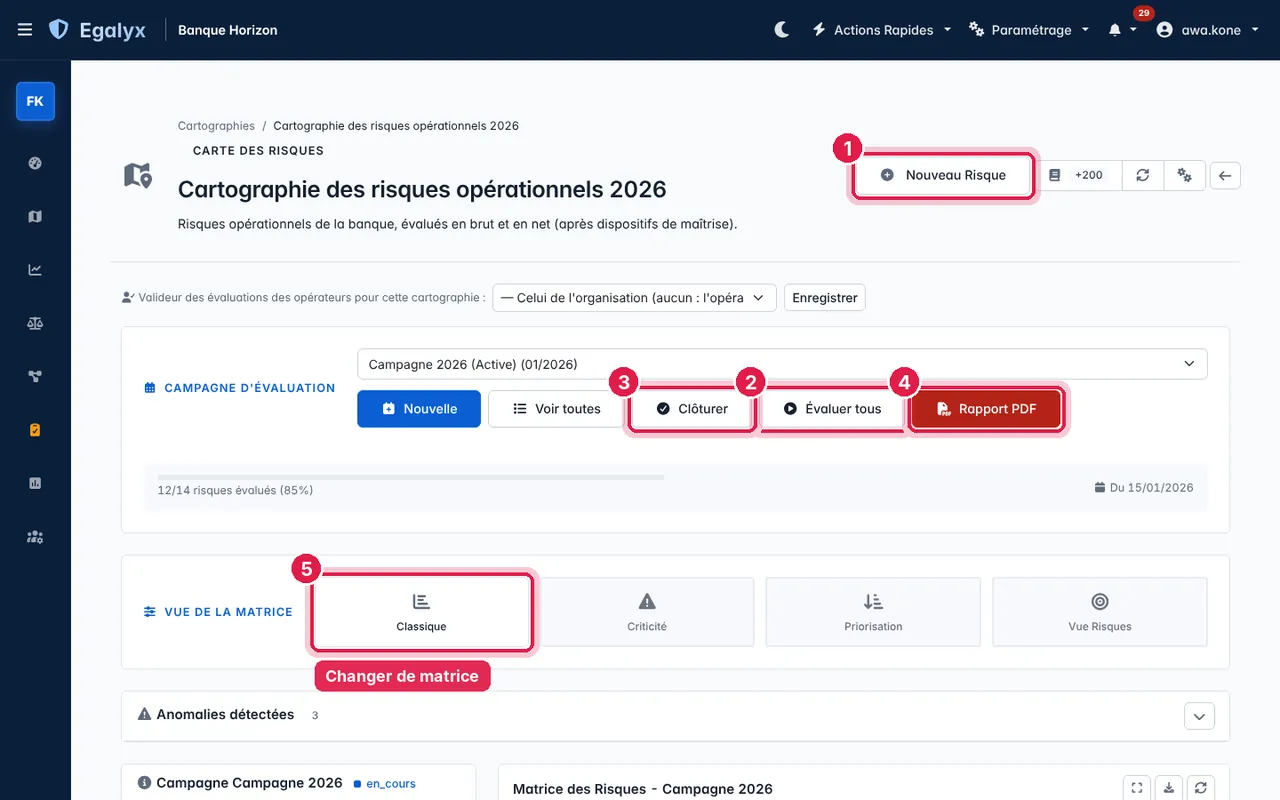 Egalyx
Banque Horizon
Actions Rapides
Paramétrage
29
awa.kone
FK
Cartographies / Cartographie des risques opérationnels 2026
CARTE DES RISQUES
Cartographie des risques opérationnels 2026
Risques opérationnels de la banque, évalués en brut et en net (après dispositifs de maîtrise).
1
Nouveau Risque
+200
Valideur des évaluations des opérateurs pour cette cartographie :
— Celui de l'organisation (aucun : l'opéra
Enregistrer
CAMPAGNE D'ÉVALUATION
Campagne 2026 (Active) (01/2026)
Nouvelle
Voir toutes
3
Clôturer
2
Évaluer tous
4
Rapport PDF
12/14 risques évalués (85%)
Du 15/01/2026
VUE DE LA MATRICE
5
Classique
Criticité
Priorisation
Vue Risques
Changer de matrice
Anomalies détectées 3
Campagne Campagne 2026
en_cours
Matrice des Risques - Campagne 2026